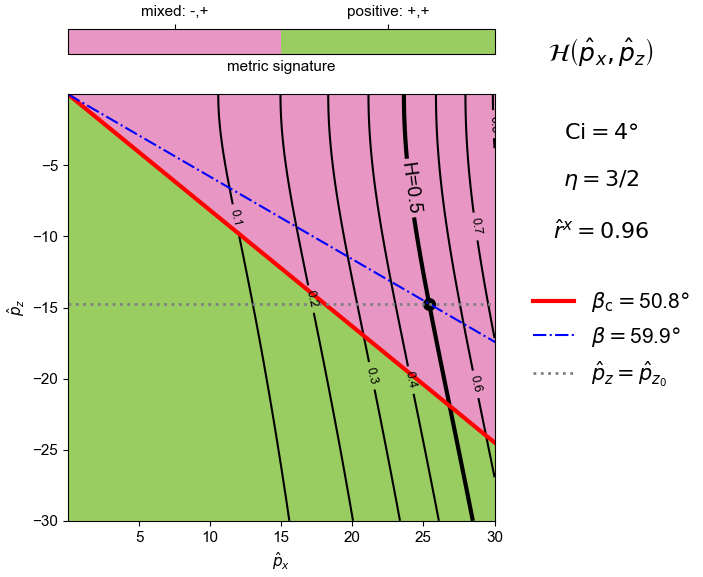 mixed: -,+ positive: +,+
metric signature
ℋ(p̂ₓ, p̂_z)
Ci = 4°
η = 3/2
r̂ˣ = 0.96
β_c = 50.8°
β = 59.9°
p̂_z = p̂_z₀
H=0.5
0.1
0.2
0.3
0.4
0.6
0.7
−5
−10
−15
−20
−25
−30
p̂_z
5 10 15 20 25 30
p̂ₓ